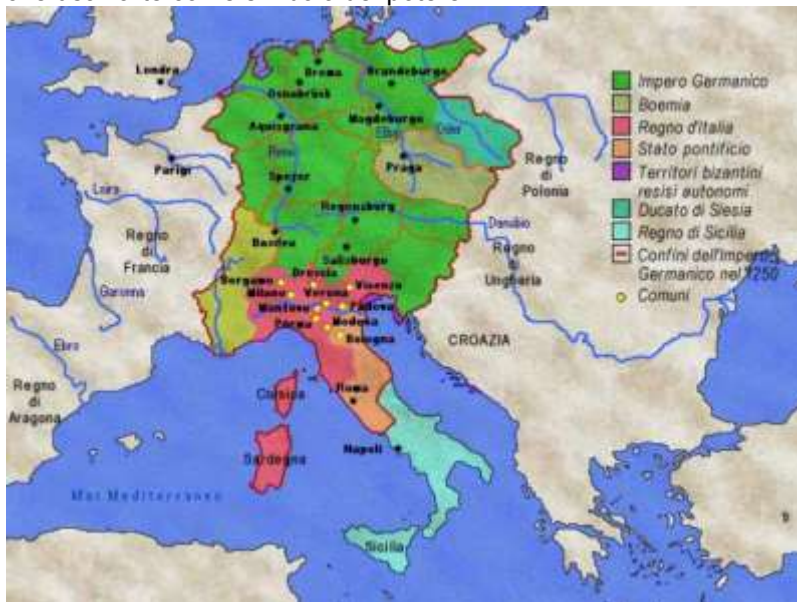 Londra
Brema
Brandeburgo
Osnabrück
Magdeburgo
Aquisgrana
Elba
Oder
Reno
Parigi
Praga
Regno
di
Polonia
Speyer
Loira
Regensburg
Danubio
Regno
di
Francia
Basilea
Salisburgo
Regno
di
Ungheria
Garonna
Bergamo
Brescia
Vicenza
Milano
Verona
Mantova
Padova
Parma
Modena
Bologna
CROAZIA
Ebro
Regno
di
Aragona
Corsica
Roma
Napoli
Sardegna
Mar Mediterraneo
Sicilia
Impero Germanico
Boemia
Regno d'Italia
Stato pontificio
Territori bizantini
resisi autonomi
Ducato di Slesia
Regno di Sicilia
Confini dell'Impero
Germanico nel 1250
Comuni